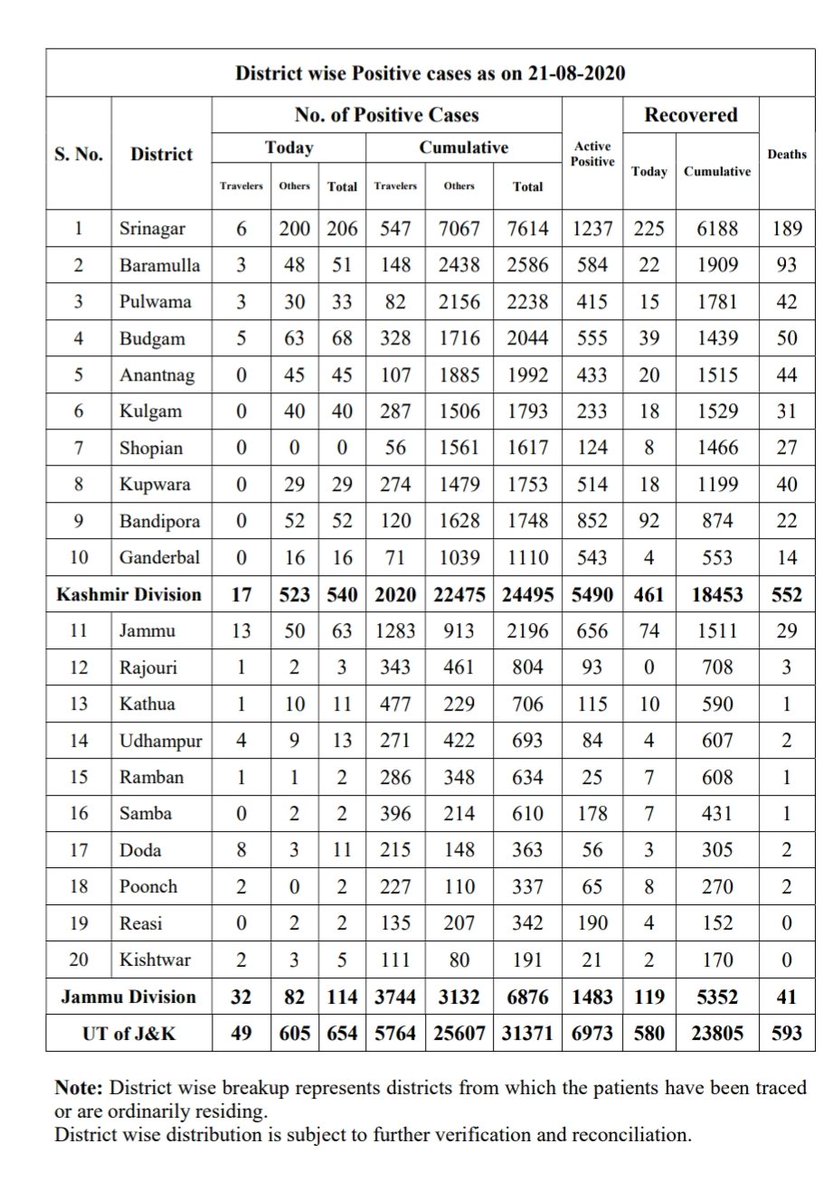 District wise Positive cases as on 21-08-2020
S. No. District No. of Positive Cases Active Positive Recovered Deaths
Today Cumulative Today Cumulative
Travelers Others Total Travelers Others Total
1 Srinagar 6 200 206 547 7067 7614 1237 225 6188 189
2 Baramulla 3 48 51 148 2438 2586 584 22 1909 93
3 Pulwama 3 30 33 82 2156 2238 415 15 1781 42
4 Budgam 5 63 68 328 1716 2044 555 39 1439 50
5 Anantnag 0 45 45 107 1885 1992 433 20 1515 44
6 Kulgam 0 40 40 287 1506 1793 233 18 1529 31
7 Shopian 0 0 0 56 1561 1617 124 8 1466 27
8 Kupwara 0 29 29 274 1479 1753 514 18 1199 40
9 Bandipora 0 52 52 120 1628 1748 852 92 874 22
10 Ganderbal 0 16 16 71 1039 1110 543 4 553 14
Kashmir Division 17 523 540 2020 22475 24495 5490 461 18453 552
11 Jammu 13 50 63 1283 913 2196 656 74 1511 29
12 Rajouri 1 2 3 343 461 804 93 0 708 3
13 Kathua 1 10 11 477 229 706 115 10 590 1
14 Udhampur 4 9 13 271 422 693 84 4 607 2
15 Ramban 1 1 2 286 348 634 25 7 608 1
16 Samba 0 2 2 396 214 610 178 7 431 1
17 Doda 8 3 11 215 148 363 56 3 305 2
18 Poonch 2 0 2 227 110 337 65 8 270 2
19 Reasi 0 2 2 135 207 342 190 4 152 0
20 Kishtwar 2 3 5 111 80 191 21 2 170 0
Jammu Division 32 82 114 3744 3132 6876 1483 119 5352 41
UT of J&K 49 605 654 5764 25607 31371 6973 580 23805 593
Note: District wise breakup represents districts from which the patients have been traced
or are ordinarily residing.
District wise distribution is subject to further verification and reconciliation.